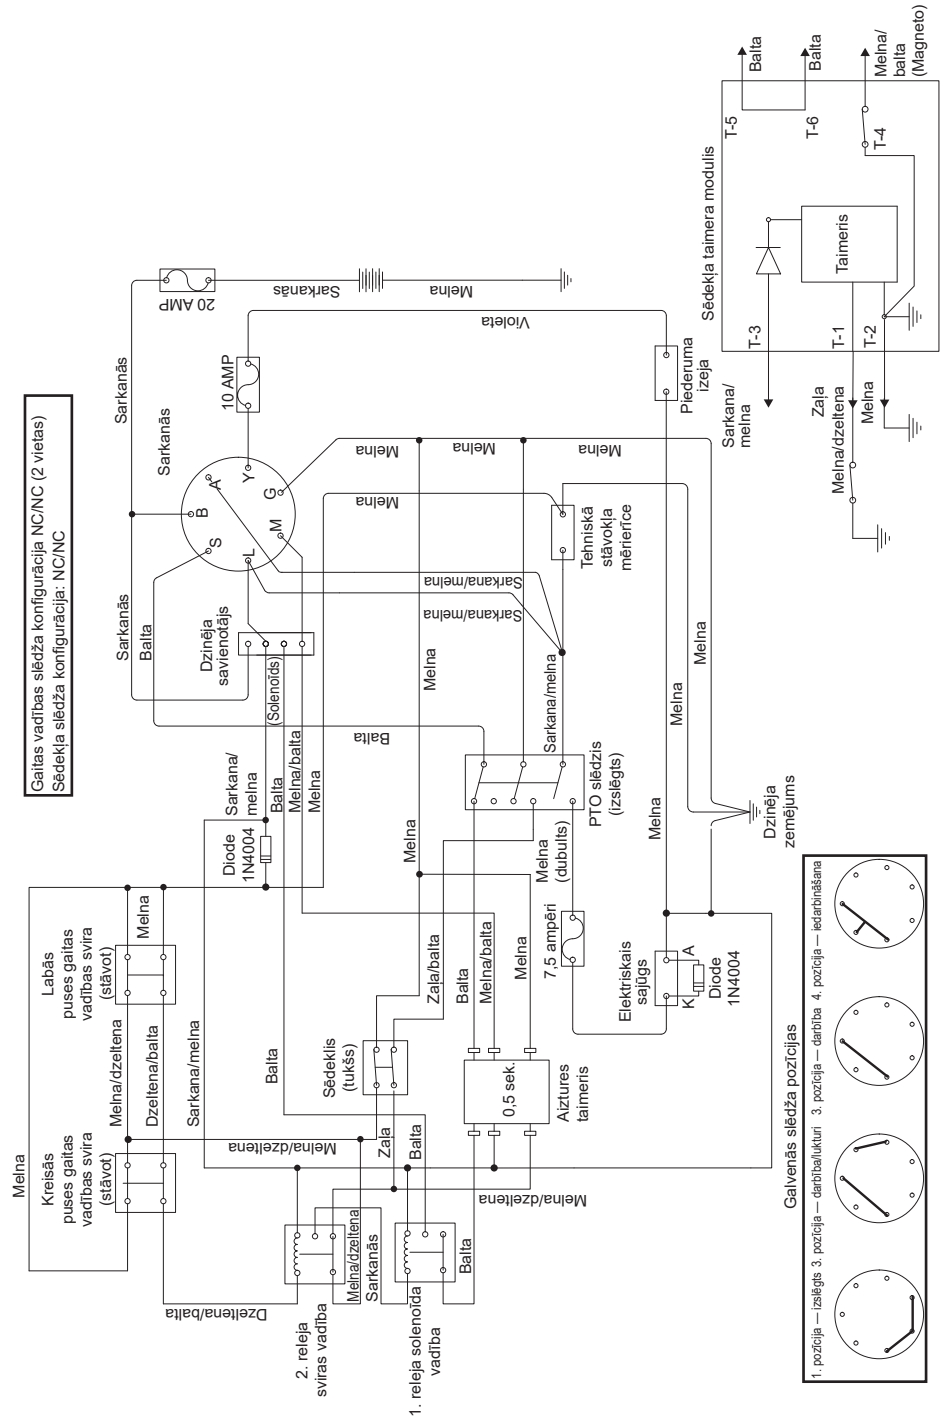 Gaitas vadības slēdža konfigurācija NC/NC (2 vietas)
Sēdekļa slēdža konfigurācija: NC/NC
Melna
Kreisās
puses gaitas
vadības svira
(stāvot)
Melna/dzeltena
Dzeltena/balta
Labās
puses gaitas
vadības svira
(stāvot)
Melna
Sarkana/melna
Diode
1N4004
Sarkana/
melna
Balta
Melna/balta
Melna
(Solenoīds)
Dzinēja
savienotājs
Sarkanās
Balta
Sarkanās
Sarkanās
S
B
A
L
Y
M
G
20 AMP
Sarkanās
Melna
10 AMP
Violeta
Melna
Melna
Melna
Melna
Sarkana/melna
Sarkana/melna
Melna
Balta
Balta
Dzeltena/balta
2. releja
sviras vadība
Melna/dzeltena
Melna/dzeltena
Sarkanās
1. releja solenoīda
vadība
Balta
Zaļa
Balta
Melna/dzeltena
Sēdeklis
(tukšs)
Zaļa/balta
Melna
Balta
Melna/balta
Melna
0,5 sek.
Aiztures
taimeris
Melna
(dubults)
7,5 ampēri
PTO slēdzis
(izslēgts)
Sarkana/melna
Tehniskā
stāvokļa
mērierīce
Piederuma
izeja
Elektriskais
sajūgs
K
A
Diode
1N4004
Melna
Melna
Melna
Dzinēja
zemējums
Sēdekļa taimera modulis
T-5
Balta
T-6
Balta
T-4
Melna/
balta
(Magneto)
Taimeris
T-3
T-1
T-2
Sarkana/
melna
Zaļa
Melna/dzeltena
Melna
Galvenās slēdža pozīcijas
1. pozīcija — izslēgts 3. pozīcija — darbība/lukturi 3. pozīcija — darbība 4. pozīcija — iedarbināšana